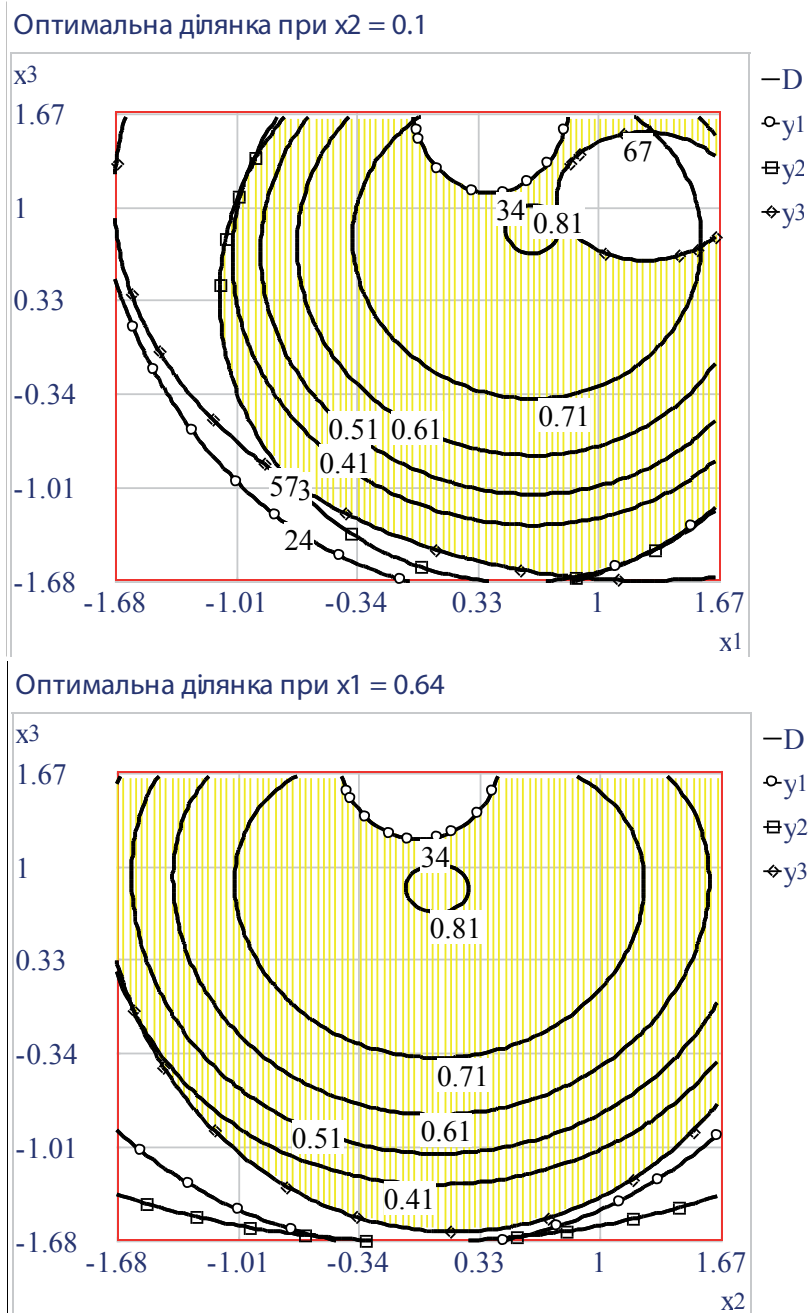 Оптимальна ділянка при x2 = 0.1
x3
D
1.67
y1
67
y2
1
34
0.81
y3
0.33
-0.34
0.51 0.61
0.71
0.41
-1.01
573
24
-1.68
-1.68
-1.01
-0.34
0.33
1
1.67
x1
Оптимальна ділянка при x1 = 0.64
x3
D
1.67
y1
y2
1
34
y3
0.81
0.33
-0.34
0.71
0.51
0.61
-1.01
0.41
-1.68
-1.68
-1.01
-0.34
0.33
1
1.67
x2